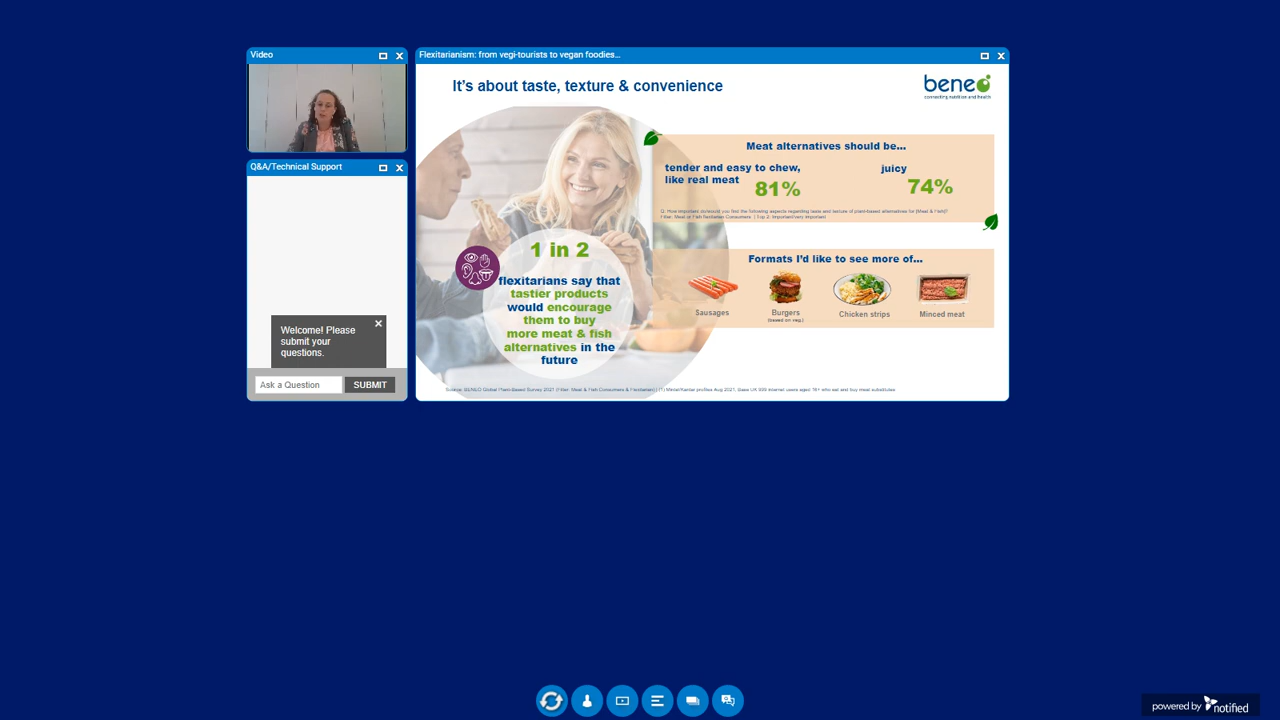 Video
Flexitarianism: from vegi-tourists to vegan foodies...
It's about taste, texture & convenience
beneo
connecting nutrition and health
Meat alternatives should be...
tender and easy to chew,
like real meat
81%
juicy
74%
1 in 2
flexitarians say that
tastier products
would encourage
them to buy
more meat & fish
alternatives in the
future
Formats I'd like to see more of...
Sausages
Burgers
(based on veg.)
Chicken strips
Minced meat
Q&A/Technical Support
Welcome! Please
submit your
questions.
Ask a Question
SUBMIT
powered by notified